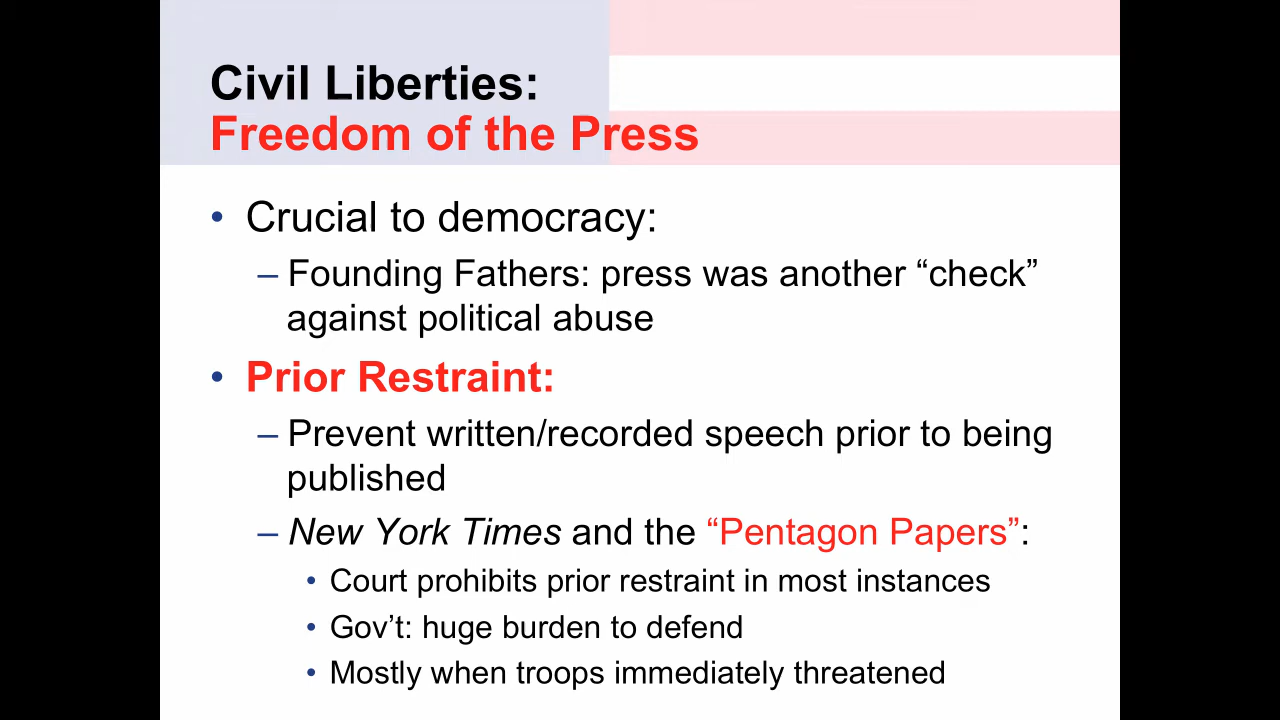 Civil Liberties:
Freedom of the Press
• Crucial to democracy:
– Founding Fathers: press was another “check”
against political abuse
• Prior Restraint:
– Prevent written/recorded speech prior to being
published
– New York Times and the “Pentagon Papers”:
• Court prohibits prior restraint in most instances
• Gov’t: huge burden to defend
• Mostly when troops immediately threatened